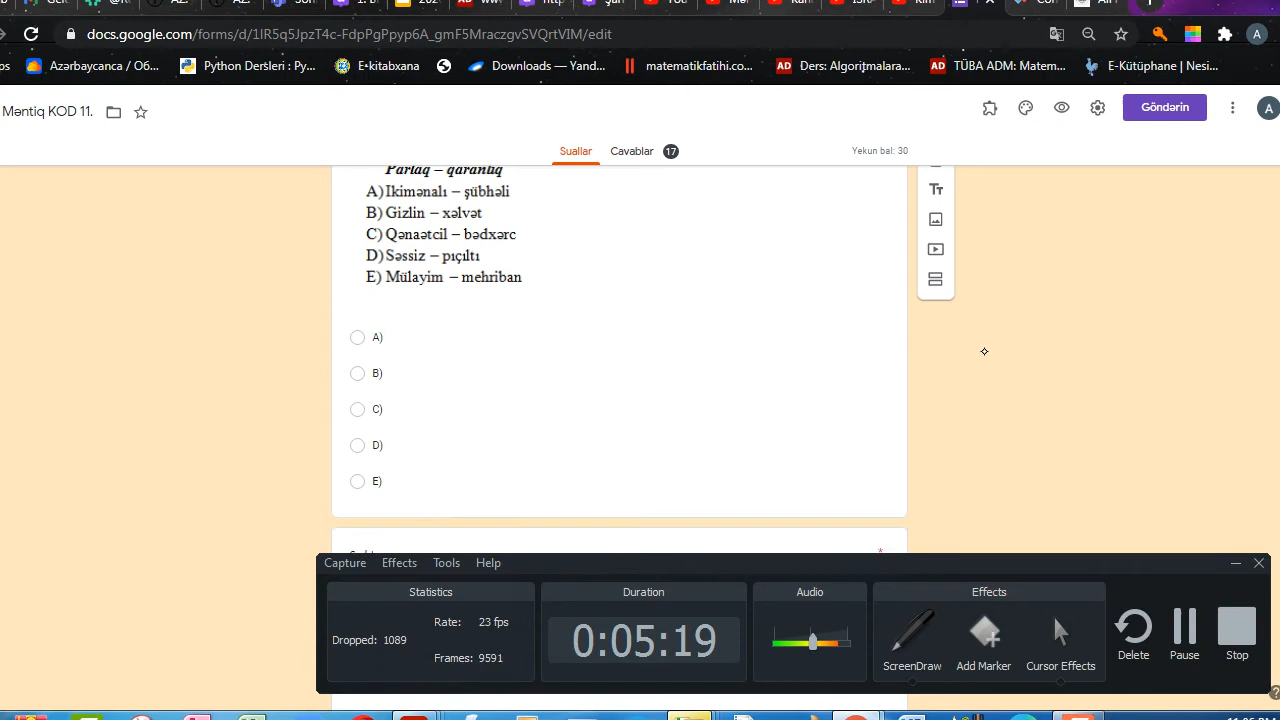 docs.google.com/forms/d/1lR5q5JpzT4c-FdpPgPpyp6A_gmF5MraczgvSVQrtVIM/edit
Azərbaycanca / Об...
Python Dersleri : Py...
E•kitabxana
Downloads — Yand...
matematikfatihi.co...
Ders: Algoritmalara...
TÜBA ADM: Matem...
E-Kütüphane | Nesi...
Məntiq KOD 11.
Göndərin
A
Suallar
Cavablar 17
Yekun bal: 30
Parlaq – qaranlıq
A) Ikimənalı – şübhəli
B) Gizlin – xəlvət
C) Qənaətcil – bədxərc
D) Səssiz – pıçıltı
E) Mülayim – mehriban
A)
B)
C)
D)
E)
Capture Effects Tools Help
Statistics
Duration
Audio
Effects
Dropped: 1089
Rate: 23 fps
Frames: 9591
0:05:19
ScreenDraw
Add Marker
Cursor Effects
Delete
Pause
Stop